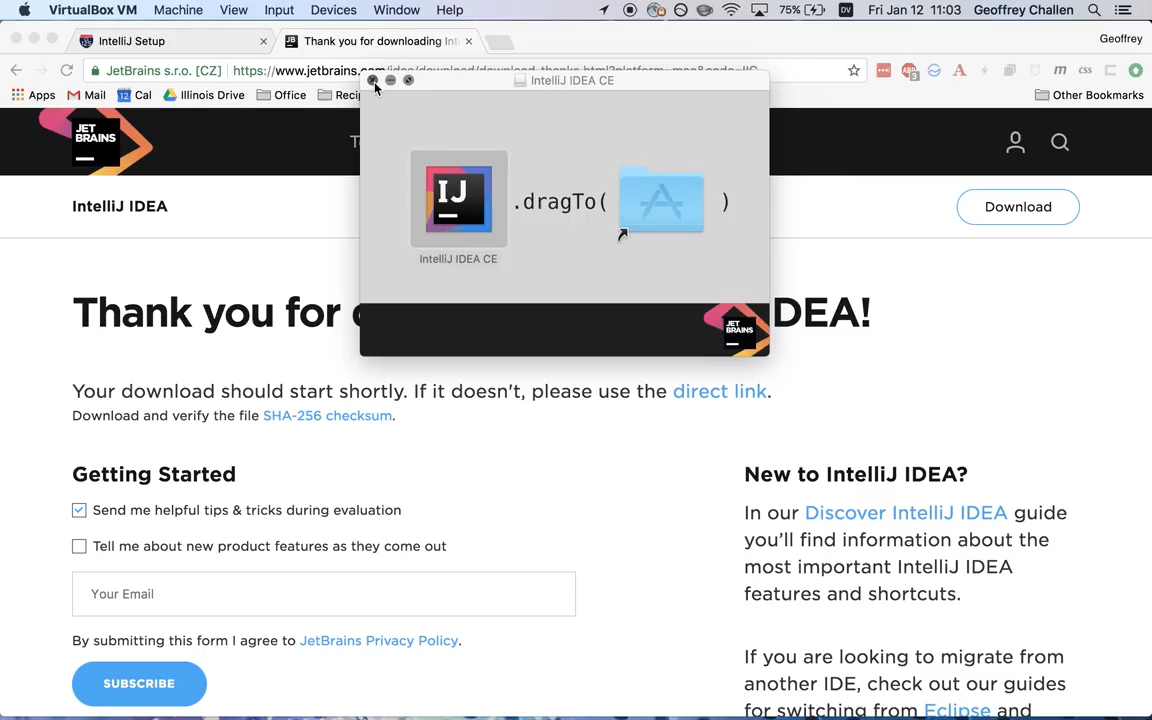 VirtualBox VM Machine View Input Devices Window Help 75% DV Fri Jan 12 11:03 Geoffrey Challen
IntelliJ Setup Thank you for downloading Int Geoffrey
JetBrains s.r.o. [CZ] https://www.jetbrains.com
Apps Mail Cal Illinois Drive Office Recip Other Bookmarks
IntelliJ IDEA CE
JET
BRAINS
IJ
.dragTo( )
IntelliJ IDEA CE
JET
BRAINS
IntelliJ IDEA
Download
Thank you for DEA!
Your download should start shortly. If it doesn't, please use the direct link.
Download and verify the file SHA-256 checksum.
Getting Started
Send me helpful tips & tricks during evaluation
Tell me about new product features as they come out
Your Email
By submitting this form I agree to JetBrains Privacy Policy.
SUBSCRIBE
New to IntelliJ IDEA?
In our Discover IntelliJ IDEA guide
you'll find information about the
most important IntelliJ IDEA
features and shortcuts.
If you are looking to migrate from
another IDE, check out our guides
for switching from Eclipse and